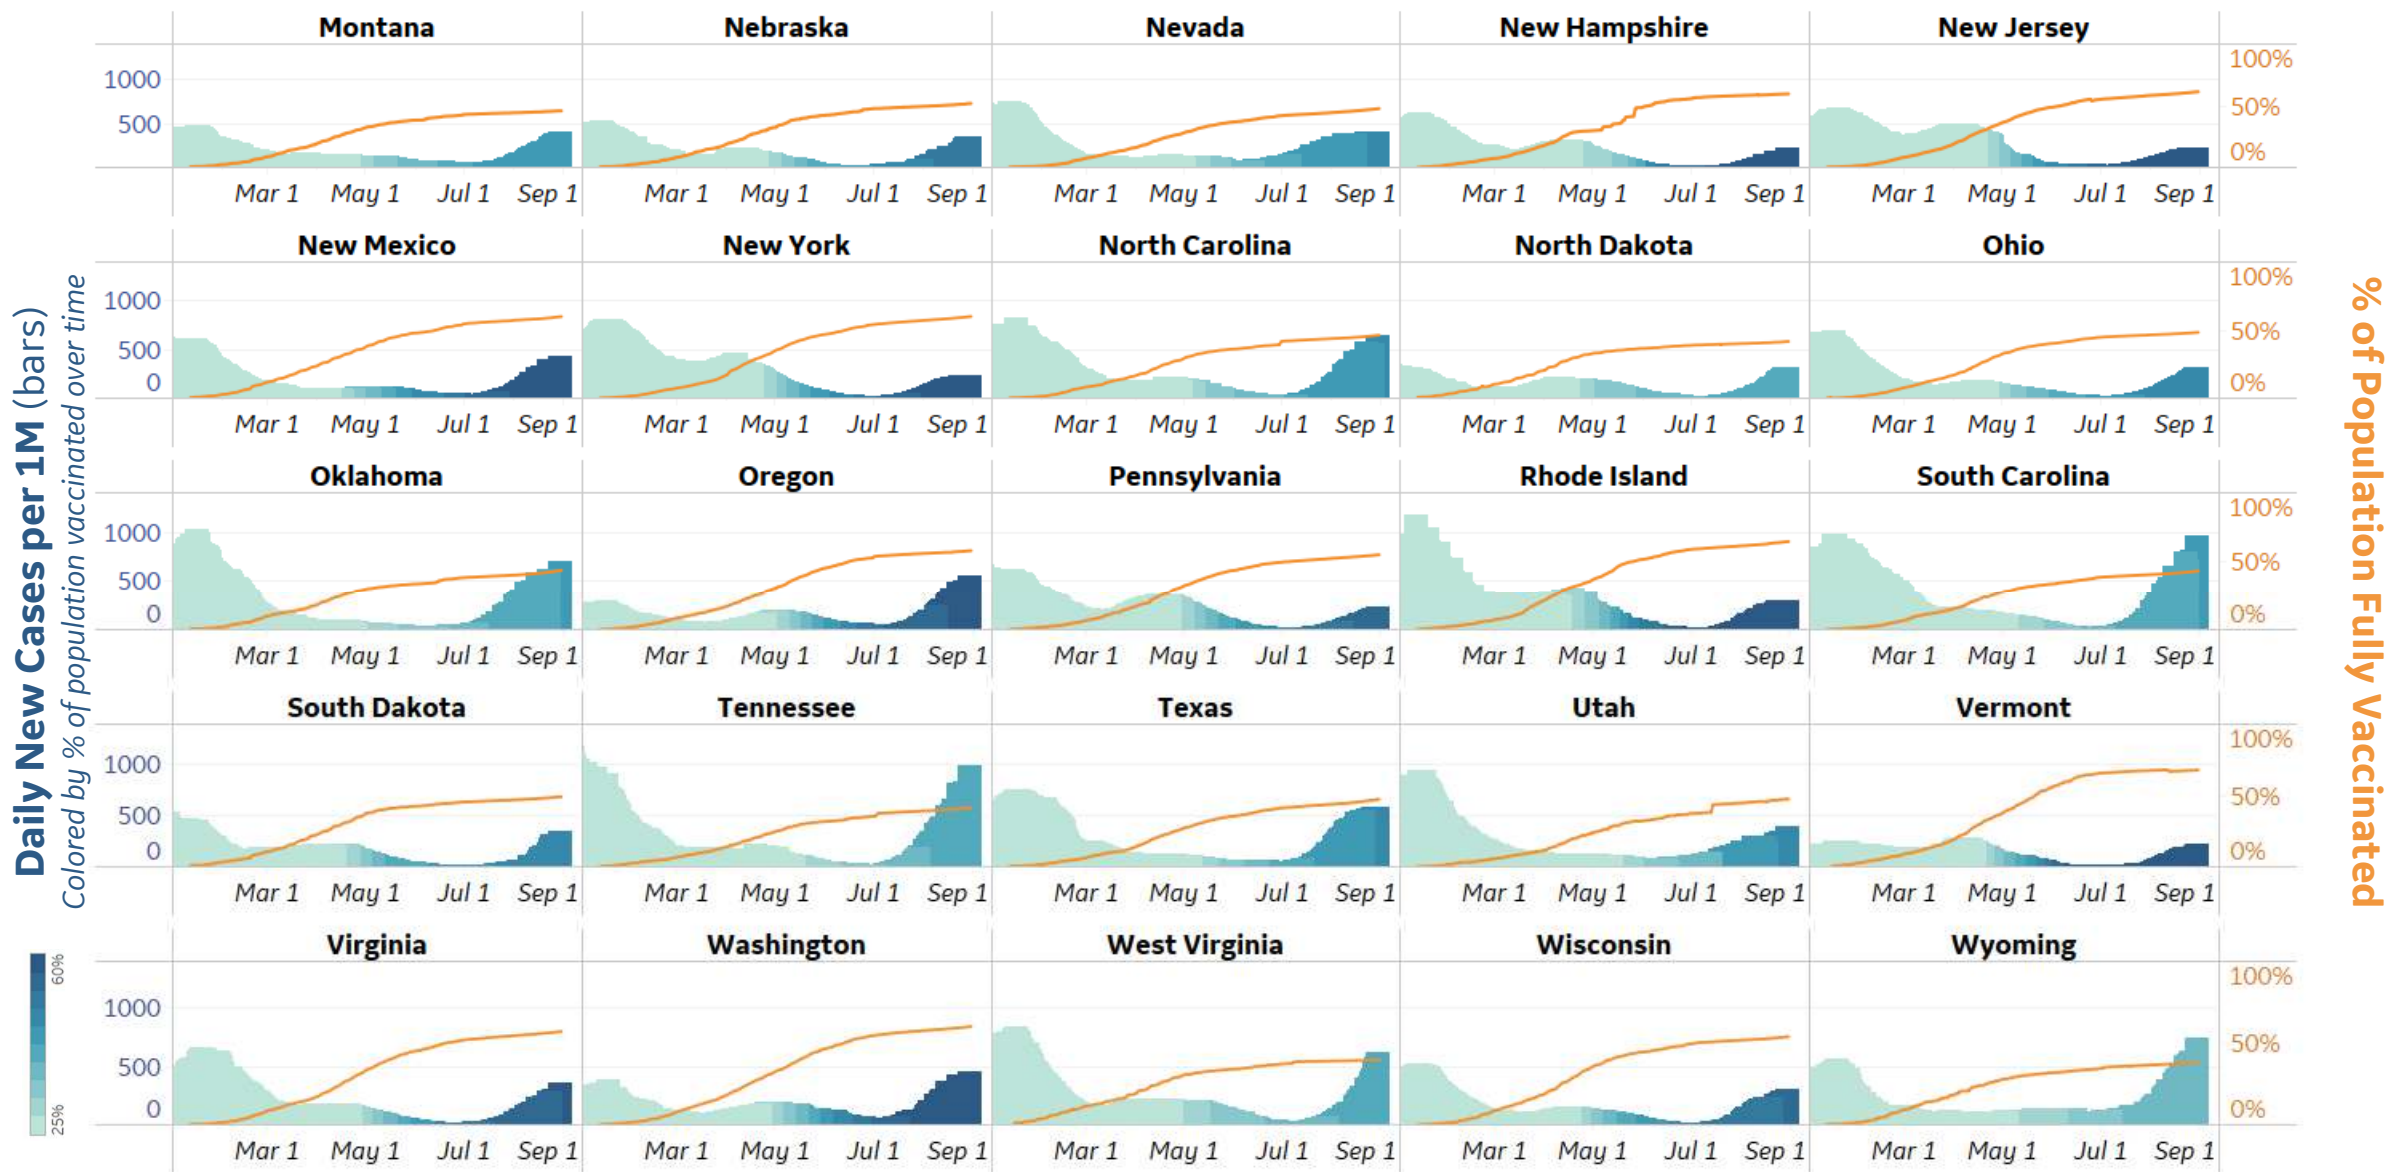 Montana Nebraska Nevada New Hampshire New Jersey
1000 100%
500 50%
0%
Mar 1 May 1 Jul 1 Sep 1 Mar 1 May 1 Jul 1 Sep 1 Mar 1 May 1 Jul 1 Sep 1 Mar 1 May 1 Jul 1 Sep 1 Mar 1 May 1 Jul 1 Sep 1
New Mexico New York North Carolina North Dakota Ohio
1000 100%
500 50%
0 0%
Mar 1 May 1 Jul 1 Sep 1 Mar 1 May 1 Jul 1 Sep 1 Mar 1 May 1 Jul 1 Sep 1 Mar 1 May 1 Jul 1 Sep 1 Mar 1 May 1 Jul 1 Sep 1
Oklahoma Oregon Pennsylvania Rhode Island South Carolina
1000 100%
500 50%
0 0%
Mar 1 May 1 Jul 1 Sep 1 Mar 1 May 1 Jul 1 Sep 1 Mar 1 May 1 Jul 1 Sep 1 Mar 1 May 1 Jul 1 Sep 1 Mar 1 May 1 Jul 1 Sep 1
South Dakota Tennessee Texas Utah Vermont
1000 100%
500 50%
0 0%
Mar 1 May 1 Jul 1 Sep 1 Mar 1 May 1 Jul 1 Sep 1 Mar 1 May 1 Jul 1 Sep 1 Mar 1 May 1 Jul 1 Sep 1 Mar 1 May 1 Jul 1 Sep 1
Virginia Washington West Virginia Wisconsin Wyoming
1000 100%
500 50%
0 0%
Mar 1 May 1 Jul 1 Sep 1 Mar 1 May 1 Jul 1 Sep 1 Mar 1 May 1 Jul 1 Sep 1 Mar 1 May 1 Jul 1 Sep 1 Mar 1 May 1 Jul 1 Sep 1
Daily New Cases per 1M (bars)
Colored by % of population vaccinated over time
60%
25%
% of Population Fully Vaccinated